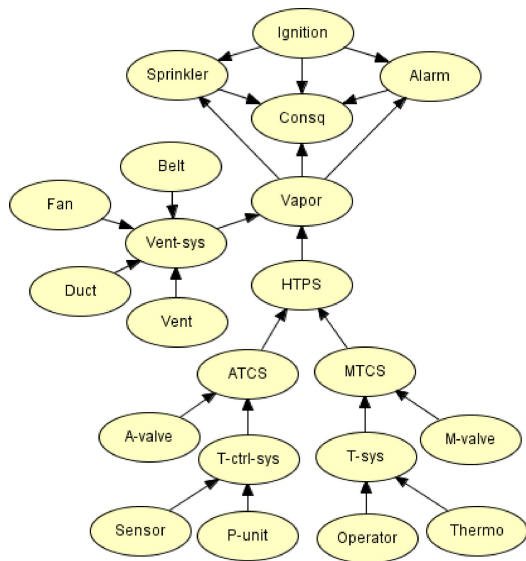 Ignition
Sprinkler
Alarm
Consq
Belt
Vapor
Fan
Vent-sys
Duct
HTPS
Vent
ATCS
MTCS
A-valve
M-valve
T-ctrl-sys
T-sys
Sensor
P-unit
Operator
Thermo